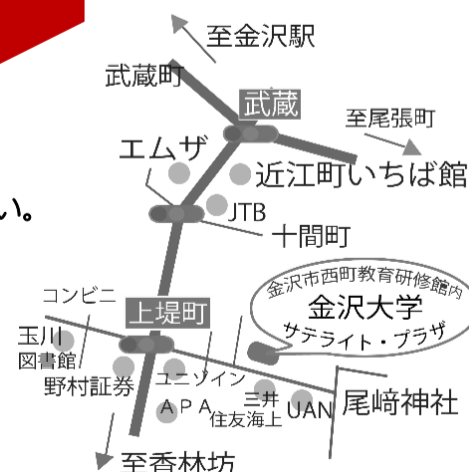 至金沢駅
武蔵町
武蔵
至尾張町
エムザ
近江町いちば館
い。
JTB
十間町
金沢市西町教育研修館内
金沢大学
サテライト・プラザ
コンビニ
上堤町
玉川
図書館
野村証券
ユニゾイン
APA
三井
住友海上
UAN
尾﨑神社
至香林坊